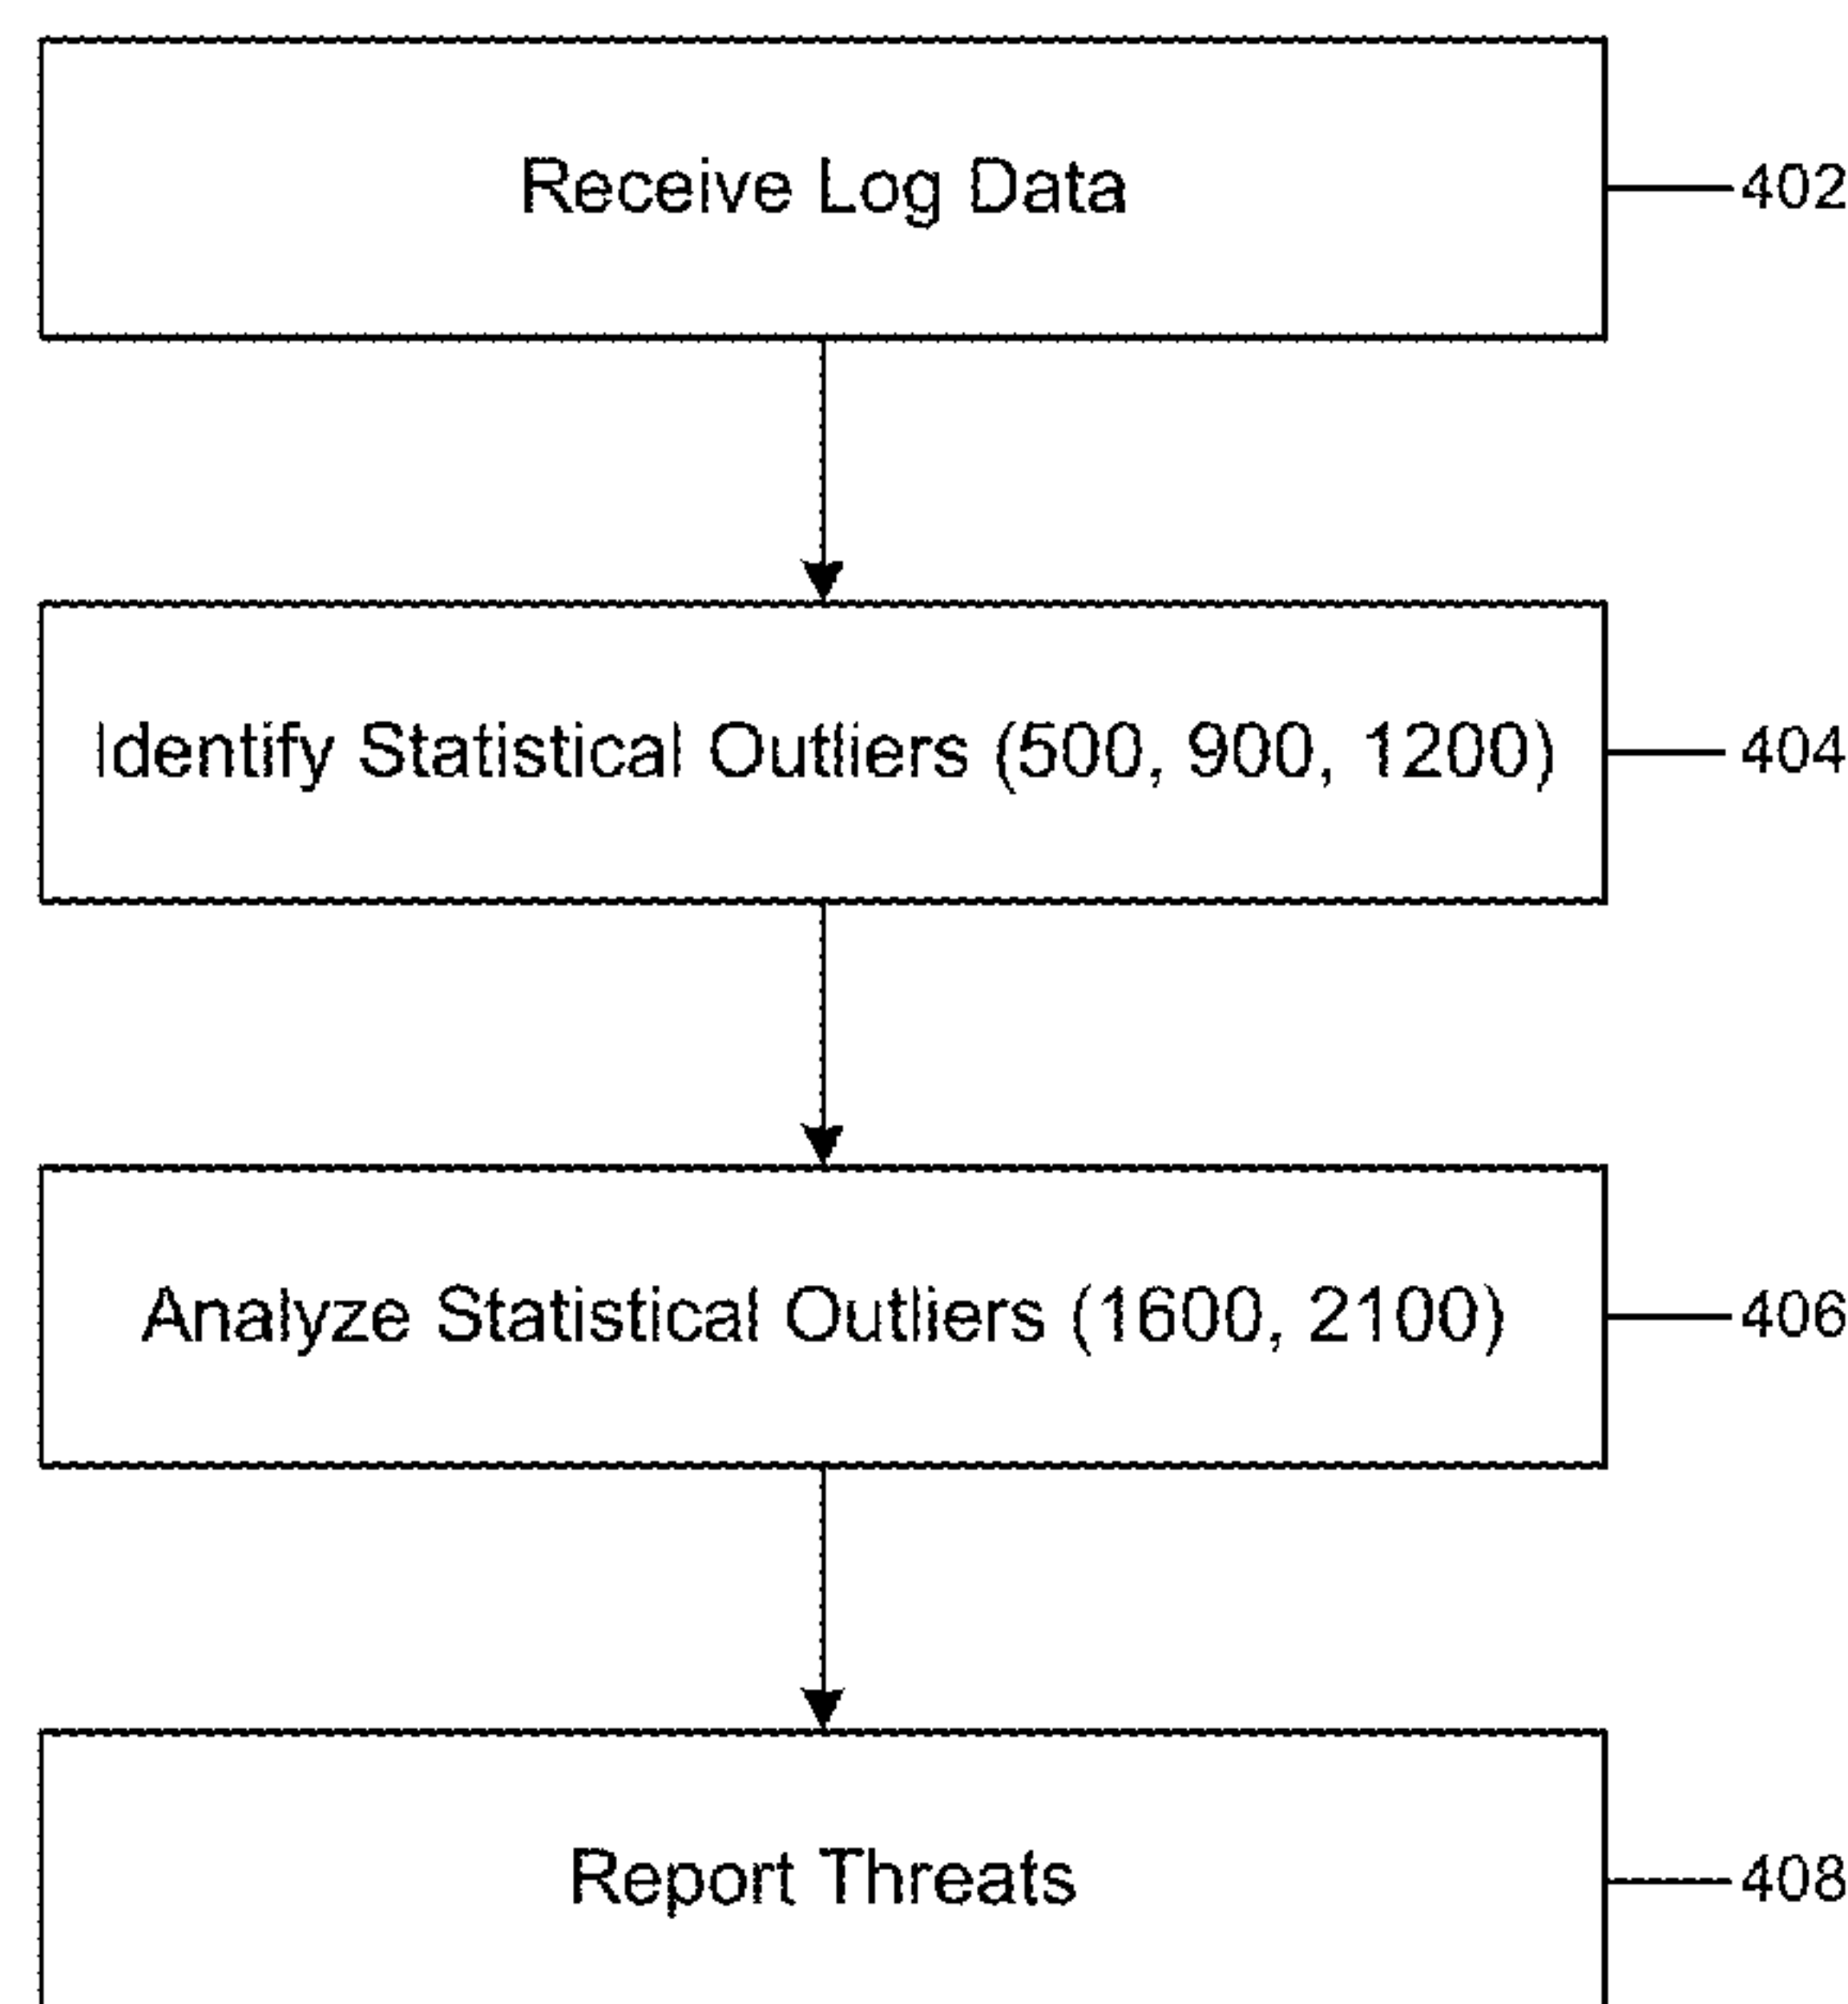 Receive Log Data
402
Identify Statistical Outliers (500, 900, 1200)
404
Analyze Statistical Outliers (1600, 2100)
406
Report Threats
408